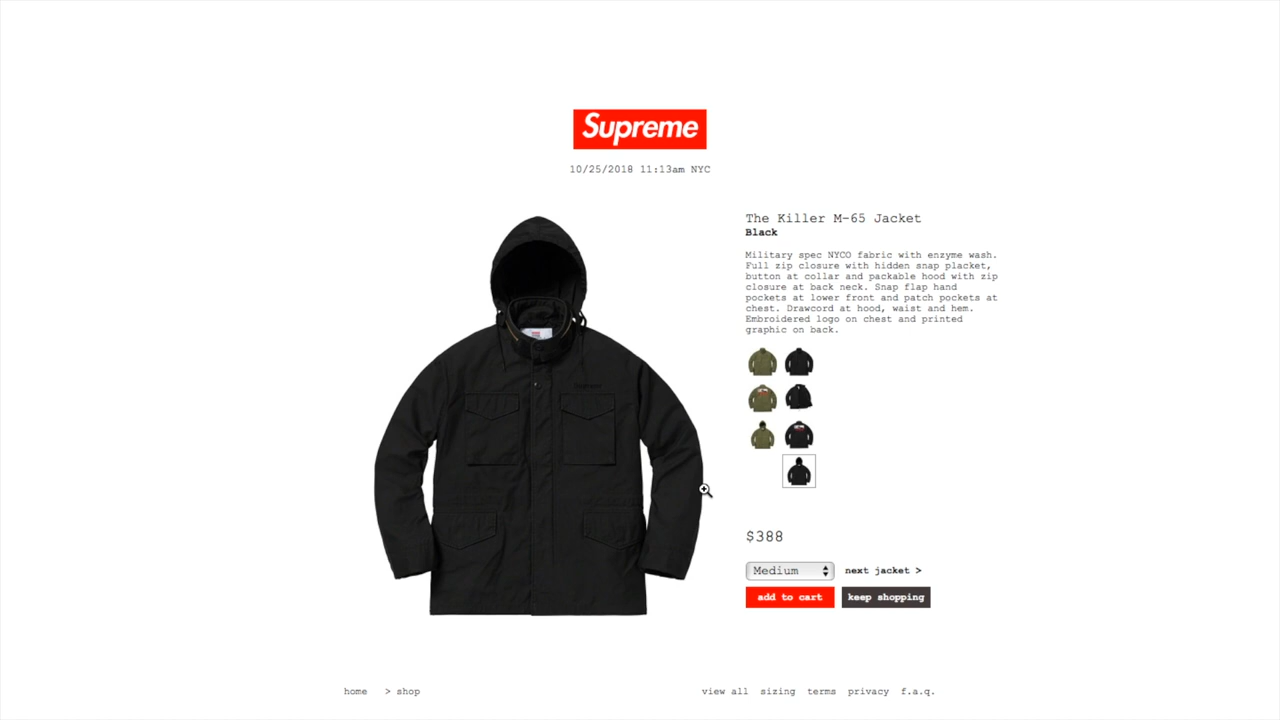 Supreme
10/25/2018 11:13am NYC
The Killer M-65 Jacket
Black
Military spec NYCO fabric with enzyme wash.
Full zip closure with hidden snap placket,
button at collar and packable hood with zip
closure at back neck. Snap flap hand
pockets at lower front and patch pockets at
chest. Drawcord at hood, waist and hem.
Embroidered logo on chest and printed
graphic on back.
$388
Medium
next jacket >
add to cart
keep shopping
home > shop
view all sizing terms privacy f.a.q.